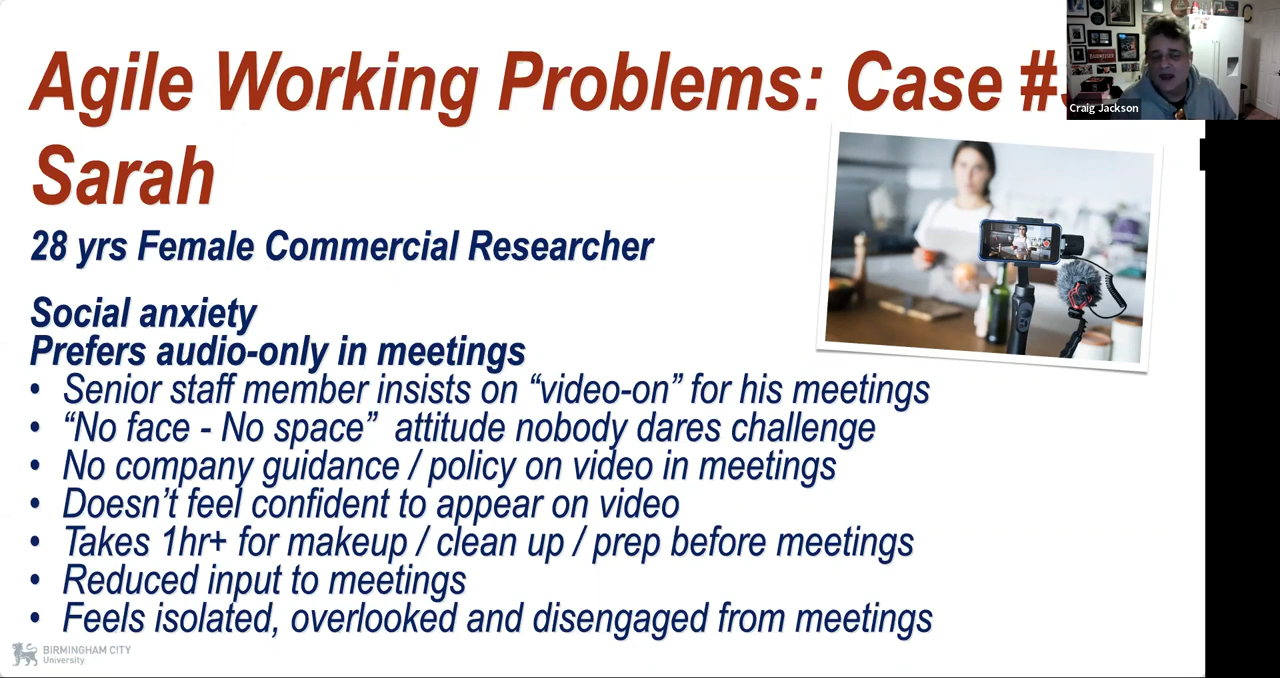 Agile Working Problems: Case #
Craig Jackson
Sarah
28 yrs Female Commercial Researcher
Social anxiety
Prefers audio-only in meetings
• Senior staff member insists on “video-on” for his meetings
• “No face - No space” attitude nobody dares challenge
• No company guidance / policy on video in meetings
• Doesn’t feel confident to appear on video
• Takes 1hr+ for makeup / clean up / prep before meetings
• Reduced input to meetings
• Feels isolated, overlooked and disengaged from meetings
BIRMINGHAM CITY
University